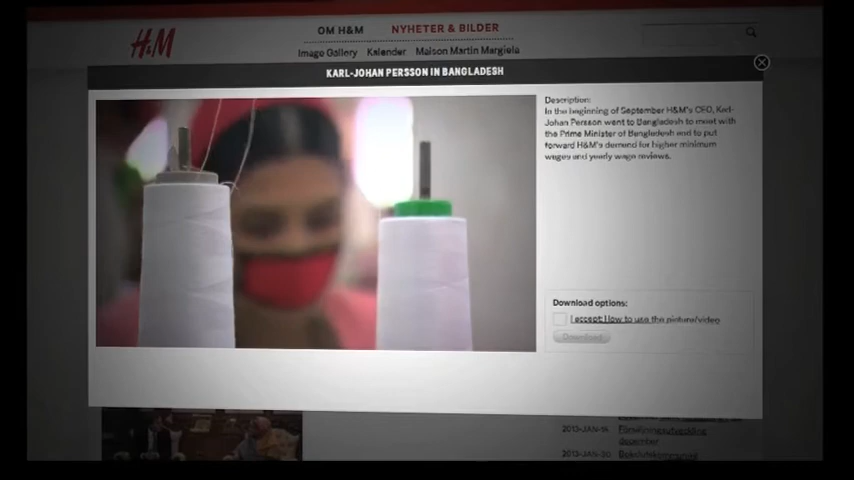 H&M
OM H&M
NYHETER & BILDER
Image Gallery
Kalender
Maison Martin Margiela
KARL-JOHAN PERSSON IN BANGLADESH
Description:
In the beginning of September H&M's CEO, Karl-
Johan Persson went to Bangladesh to meet with
the Prime Minister of Bangladesh and to put
forward H&M's demand for higher minimum
wages and yearly wage reviews.
Download options:
I accept How to use the picture/video
Download
2013-JAN-15
Försäljningsutveckling
december
2013-JAN-30